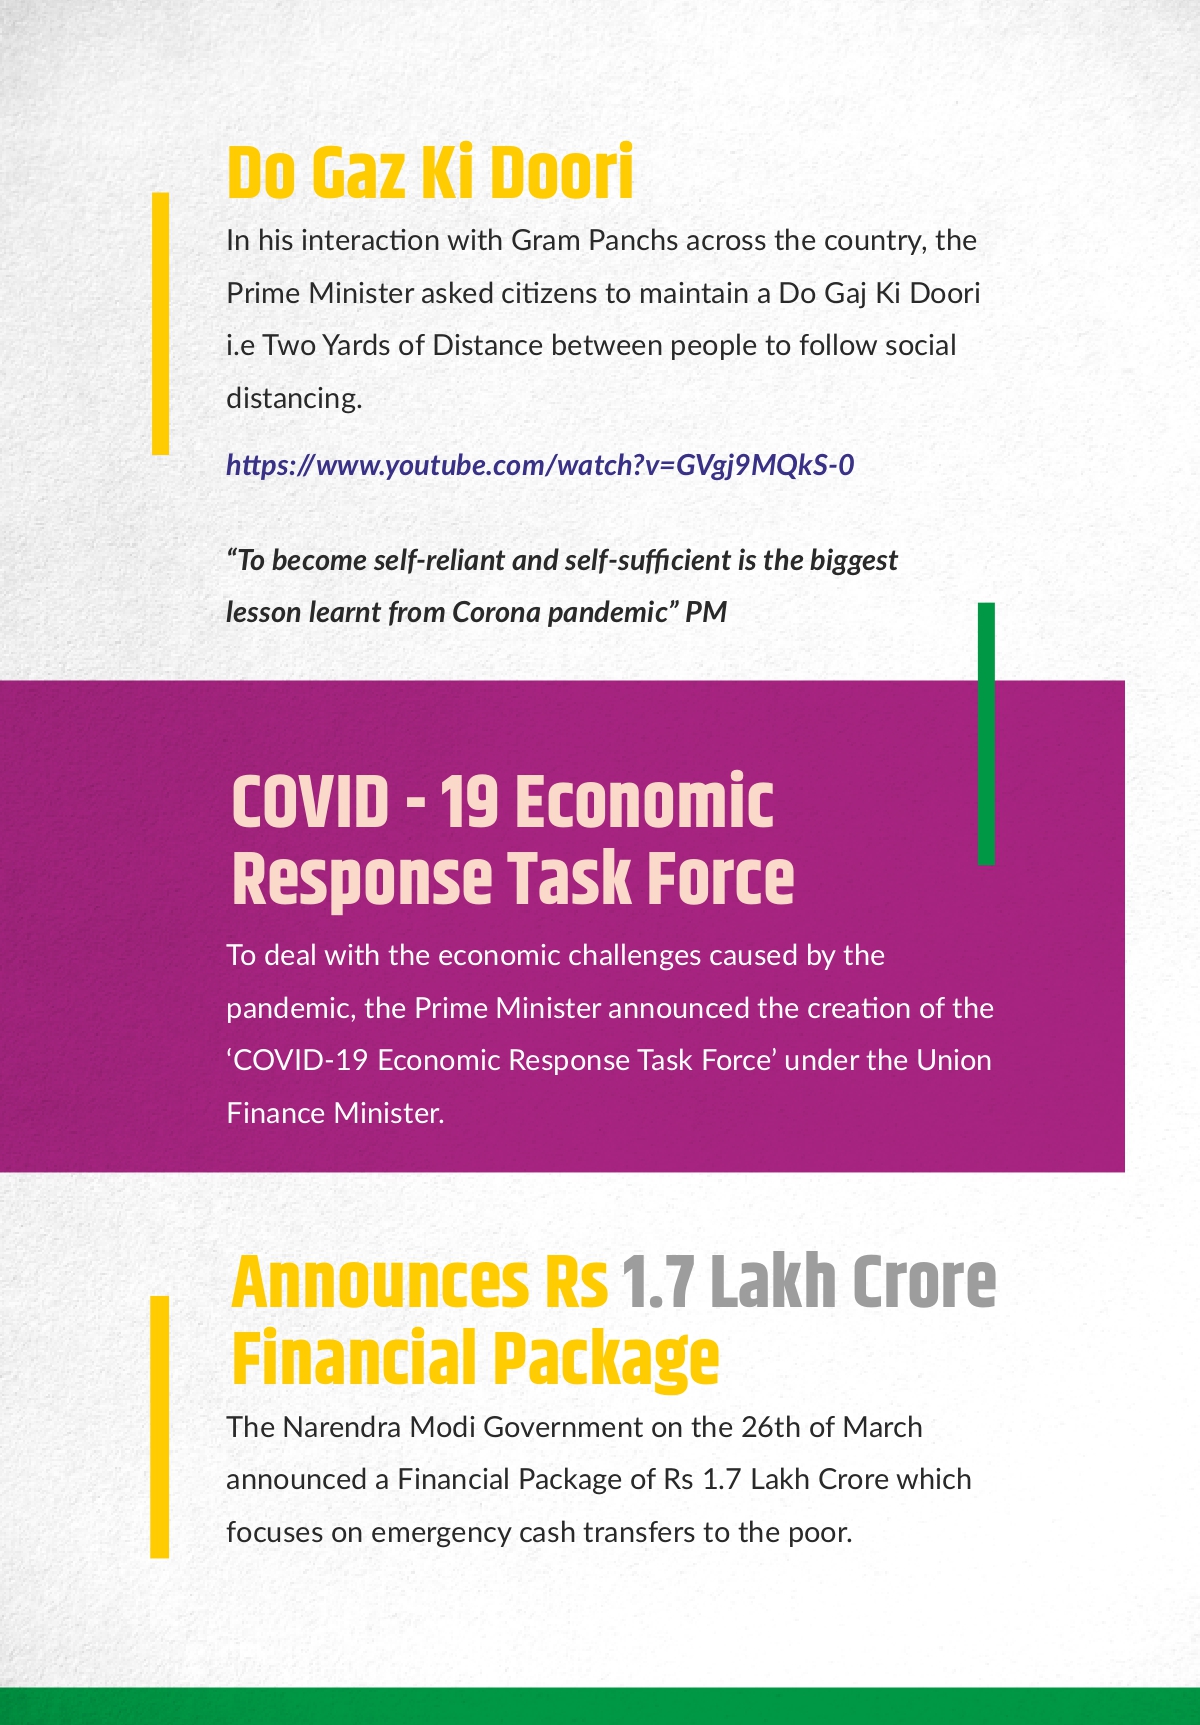 Do Gaz Ki Doori
In his interaction with Gram Panchs across the country, the
Prime Minister asked citizens to maintain a Do Gaj Ki Doori
i.e Two Yards of Distance between people to follow social
distancing.
https://www.youtube.com/watch?v=GVgj9MQkS-0
“To become self-reliant and self-sufficient is the biggest
lesson learnt from Corona pandemic” PM
COVID - 19 Economic
Response Task Force
To deal with the economic challenges caused by the
pandemic, the Prime Minister announced the creation of the
‘COVID-19 Economic Response Task Force’ under the Union
Finance Minister.
Announces Rs 1.7 Lakh Crore
Financial Package
The Narendra Modi Government on the 26th of March
announced a Financial Package of Rs 1.7 Lakh Crore which
focuses on emergency cash transfers to the poor.